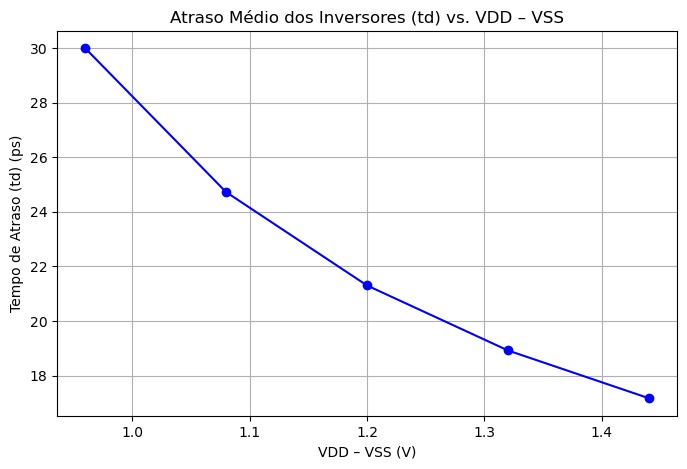 Atraso Médio dos Inversores (td) vs. VDD – VSS
Tempo de Atraso (td) (ps)
30
28
26
24
22
20
18
1.0 1.1 1.2 1.3 1.4
VDD – VSS (V)